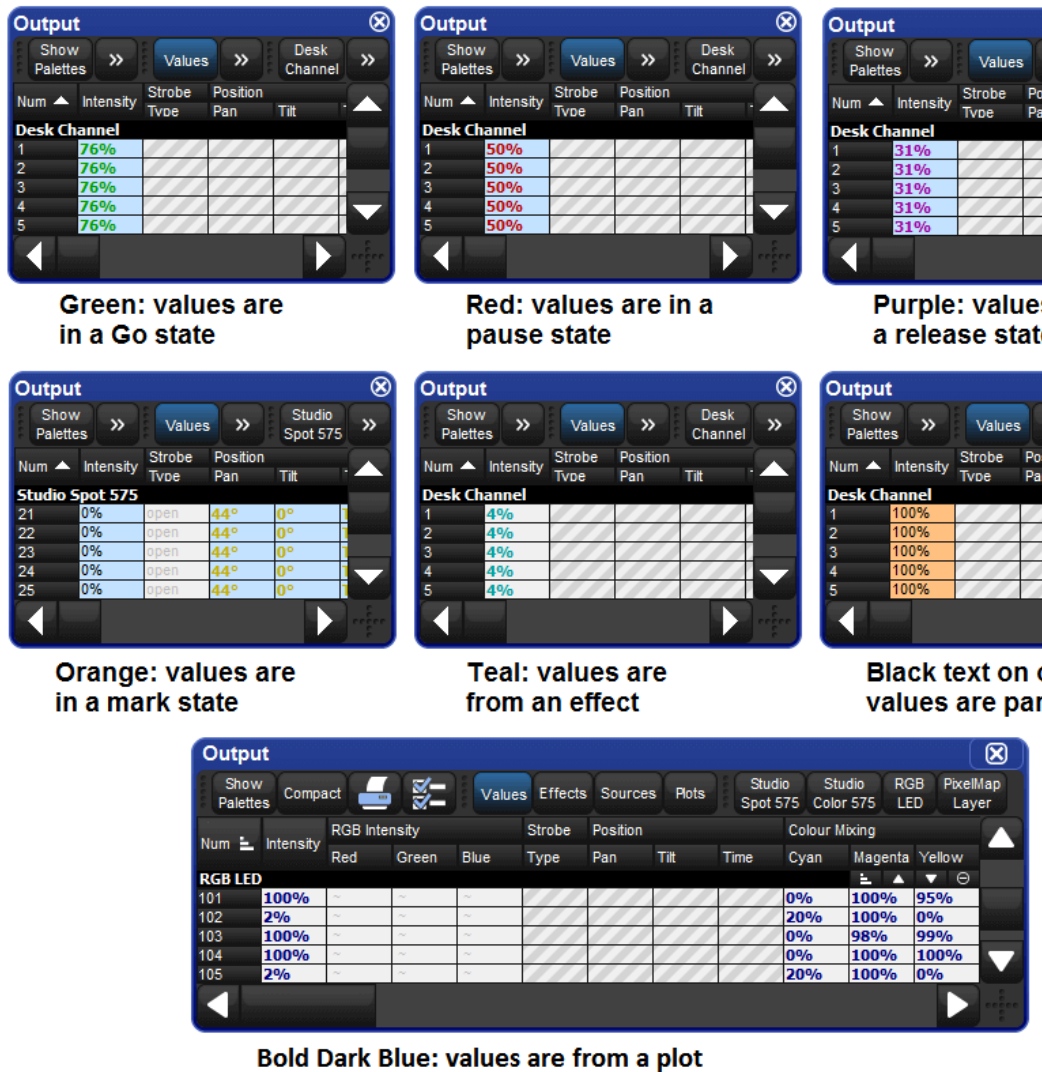 Output
Show Palettes » Values » Desk Channel »
Num Intensity Strobe Position
Type Pan Tilt
Desk Channel
1 76%
2 76%
3 76%
4 76%
5 76%
Green: values are
in a Go state
Output
Show Palettes » Values » Desk Channel »
Num Intensity Strobe Position
Type Pan Tilt
Desk Channel
1 50%
2 50%
3 50%
4 50%
5 50%
Red: values are in a
pause state
Output
Show Palettes » Values
Num Intensity Strobe
Type
Desk Channel
1 31%
2 31%
3 31%
4 31%
5 31%
Purple:
a release
Output
Show Palettes » Values » Studio Spot 575 »
Num Intensity Strobe Position
Type Pan Tilt
Studio Spot 575
21 0% open 44° 0°
22 0% open 44° 0°
23 0% open 44° 0°
24 0% open 44° 0°
25 0% open 44° 0°
Orange: values are
in a mark state
Output
Show Palettes » Values » Desk Channel »
Num Intensity Strobe Position
Type Pan Tilt
Desk Channel
1 4%
2 4%
3 4%
4 4%
5 4%
Teal: values are
from an effect
Output
Show Palettes » Values
Num Intensity Strobe
Type
Desk Channel
1 100%
2 100%
3 100%
4 100%
5 100%
Black text on
values are
Output
Show Palettes Compact Values Effects Sources Plots Studio Spot 575 Studio Color 575 RGB LED PixelMap Layer
Num Intensity RGB Intensity Strobe Position Colour Mixing
Red Green Blue Type Pan Tilt Time Cyan Magenta Yellow
RGB LED
101 100% ~ ~ ~ 0% 100% 95%
102 2% ~ ~ ~ 20% 100% 0%
103 100% ~ ~ ~ 0% 98% 99%
104 100% ~ ~ ~ 0% 100% 100%
105 2% ~ ~ ~ 20% 100% 0%
Bold Dark Blue: values are from a plot